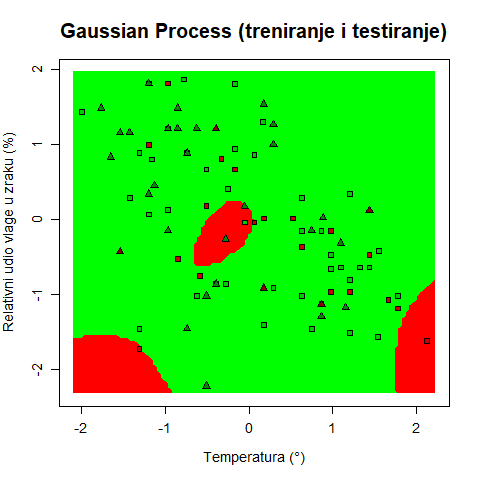 Gaussian Process (treniranje i testiranje)
Relativni udio vlage u zraku (%)
2
1
0
-1
-2
-2 -1 0 1 2
Temperatura (°)